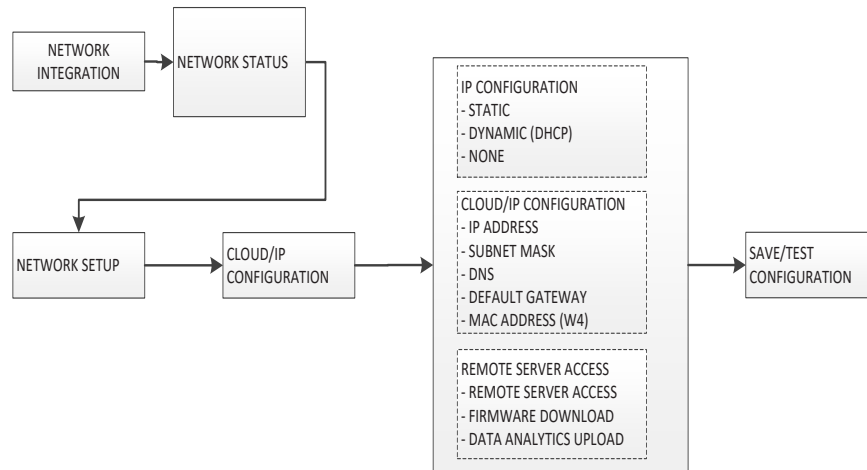 NETWORK
INTEGRATION
NETWORK STATUS
NETWORK SETUP
CLOUD/IP
CONFIGURATION
IP CONFIGURATION
- STATIC
- DYNAMIC (DHCP)
- NONE
CLOUD/IP CONFIGURATION
- IP ADDRESS
- SUBNET MASK
- DNS
- DEFAULT GATEWAY
- MAC ADDRESS (W4)
REMOTE SERVER ACCESS
- REMOTE SERVER ACCESS
- FIRMWARE DOWNLOAD
- DATA ANALYTICS UPLOAD
SAVE/TEST
CONFIGURATION